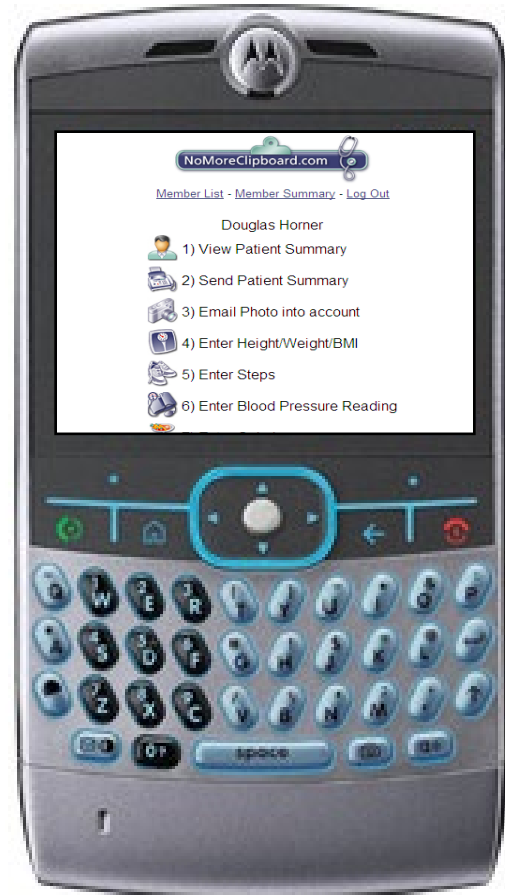 NoMoreClipboard.com
Member List - Member Summary - Log Out
Douglas Horner
1) View Patient Summary
2) Send Patient Summary
3) Email Photo into account
4) Enter Height/Weight/BMI
5) Enter Steps
6) Enter Blood Pressure Reading
Q W E R T Y U I O P
A S D F G H J K L
Z X C V B N M
space